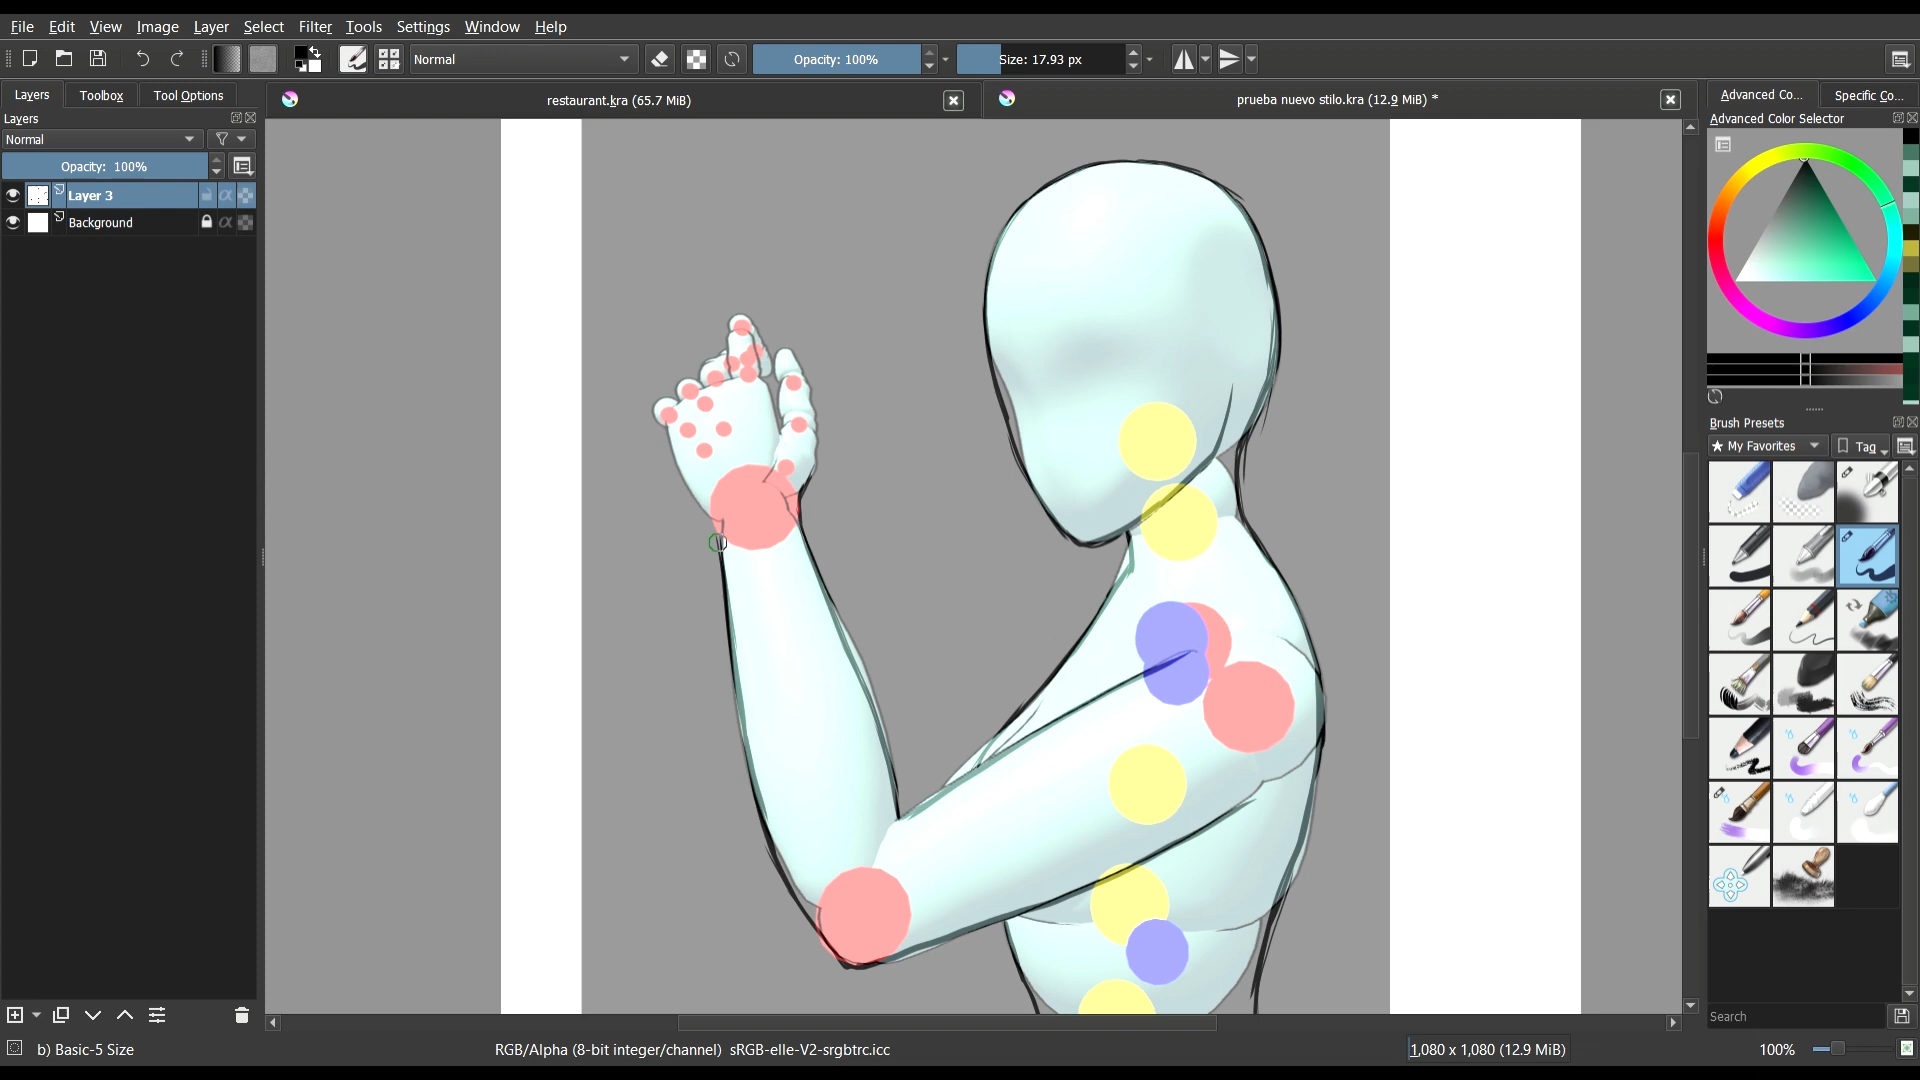 File Edit View Image Layer Select Filter Tools Settings Window Help
Normal
Opacity: 100%
Size: 17.93 px
Layers Toolbox Tool Options
restaurant.kra (65.7 MiB)
prueba nuevo stilo.kra (12.9 MiB) *
Advanced Co... Specific Co...
Layers
Advanced Color Selector
Normal
Opacity: 100%
Layer 3
Background
Brush Presets
★ My Favorites
Tag
Search
b) Basic-5 Size
RGB/Alpha (8-bit integer/channel) sRGB-elle-V2-srgbtrc.icc
1,080 x 1,080 (12.9 MiB)
100%